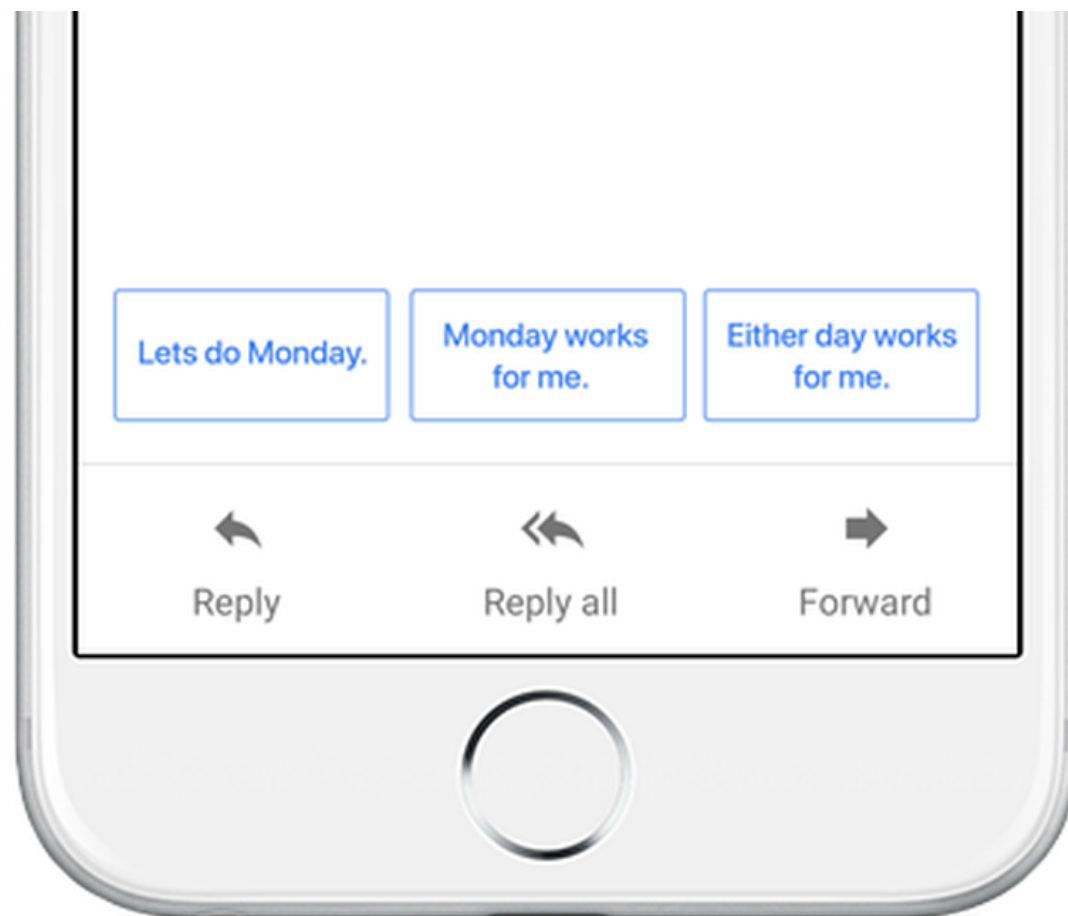 Lets do Monday.
Monday works
for me.
Either day works
for me.
Reply
Reply all
Forward